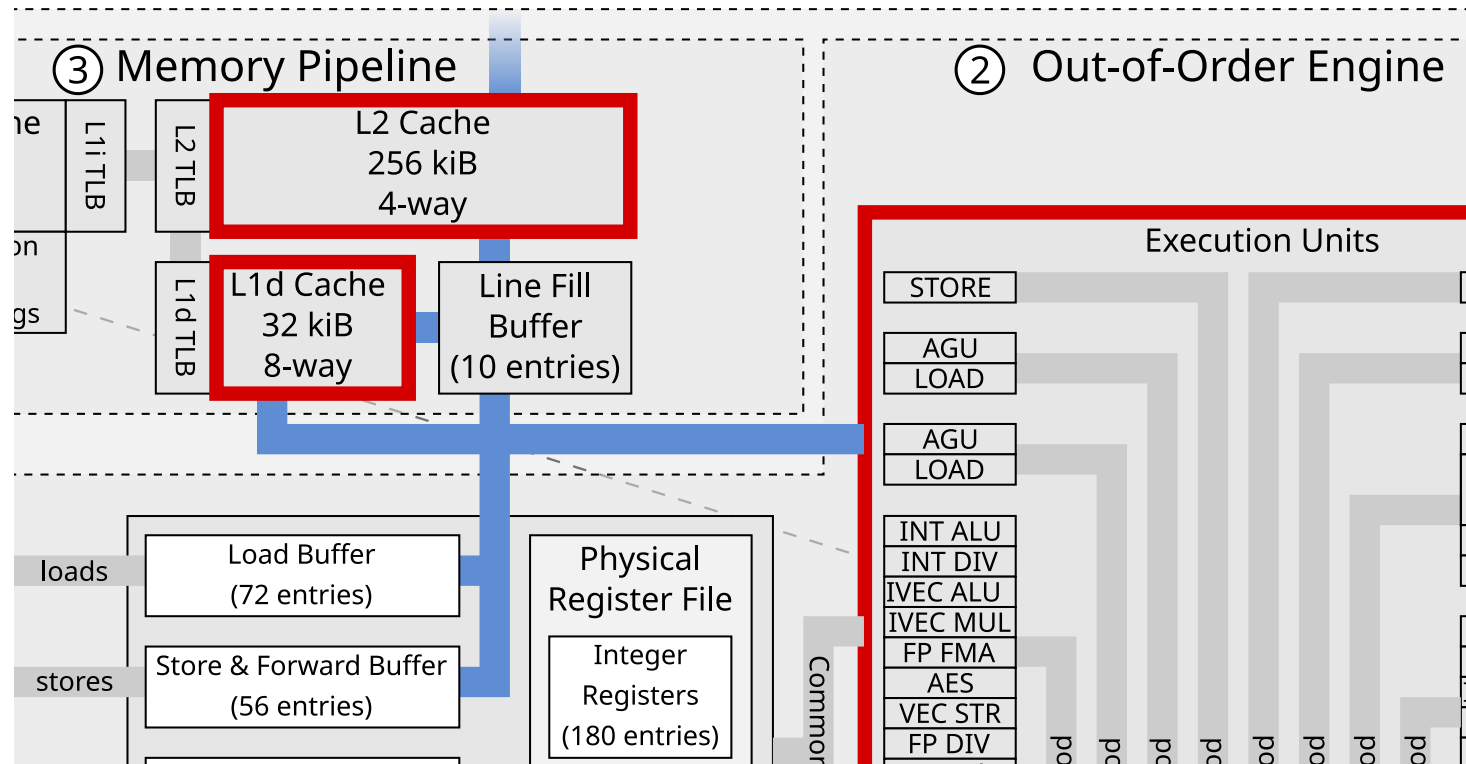 3 Memory Pipeline
2 Out-of-Order Engine
L1i TLB
L2 TLB
L2 Cache
256 kiB
4-way
L1d TLB
L1d Cache
32 kiB
8-way
Line Fill
Buffer
(10 entries)
Execution Units
STORE
AGU
LOAD
AGU
LOAD
INT ALU
INT DIV
IVEC ALU
IVEC MUL
FP FMA
AES
VEC STR
FP DIV
loads
Load Buffer
(72 entries)
stores
Store & Forward Buffer
(56 entries)
Physical
Register File
Integer
Registers
(180 entries)
Common